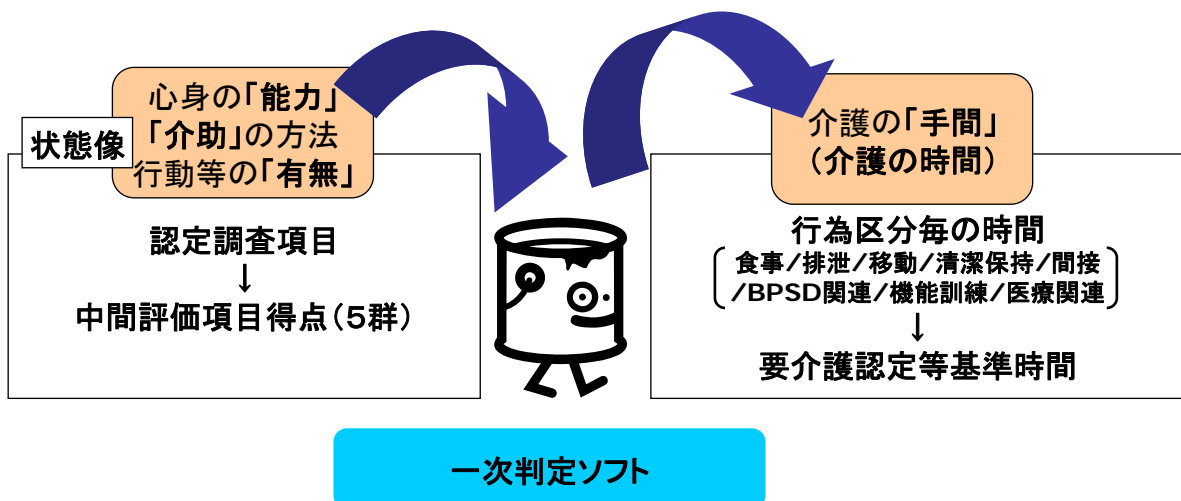 状態像
心身の「能力」
「介助」の方法
行動等の「有無」
認定調査項目
↓
中間評価項目得点（5群）
介護の「手間」
（介護の時間）
行為区分毎の時間
食事/排泄/移動/清潔保持/間接
/BPSD関連/機能訓練/医療関連
↓
要介護認定等基準時間
一次判定ソフト